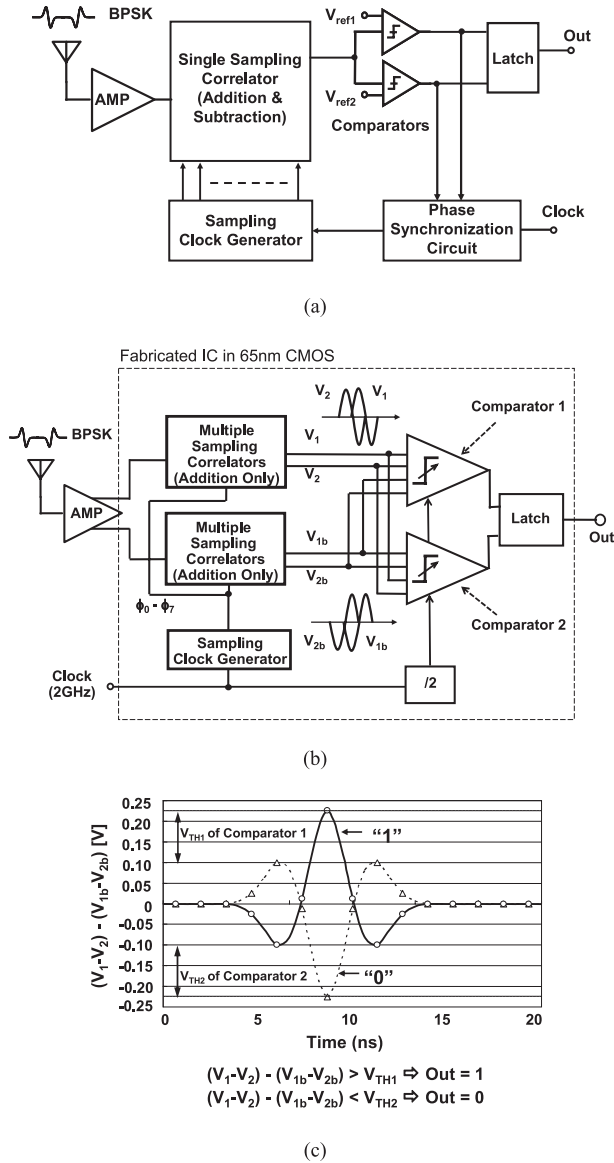 BPSK
AMP
Single Sampling
Correlator
(Addition &
Subtraction)
Vref1
Vref2
Comparators
Latch
Out
Sampling
Clock Generator
Phase
Synchronization
Circuit
Clock
(a)
Fabricated IC in 65nm CMOS
BPSK
AMP
Multiple
Sampling
Correlators
(Addition Only)
Multiple
Sampling
Correlators
(Addition Only)
V2 V1
V1
V2
V1b
V2b
V2b V1b
Comparator 1
Comparator 2
Latch
Out
ϕ0 - ϕ7
Sampling
Clock Generator
Clock
(2GHz)
/2
(b)
(V1-V2) - (V1b-V2b) [V]
0.25
0.20
0.15
0.10
0.05
0
-0.05
-0.10
-0.15
-0.20
-0.25
VTH1 of Comparator 1
"1"
VTH2 of Comparator 2
"0"
0 5 10 15 20
Time (ns)
(V1-V2) - (V1b-V2b) > VTH1 ⇨ Out = 1
(V1-V2) - (V1b-V2b) < VTH2 ⇨ Out = 0
(c)